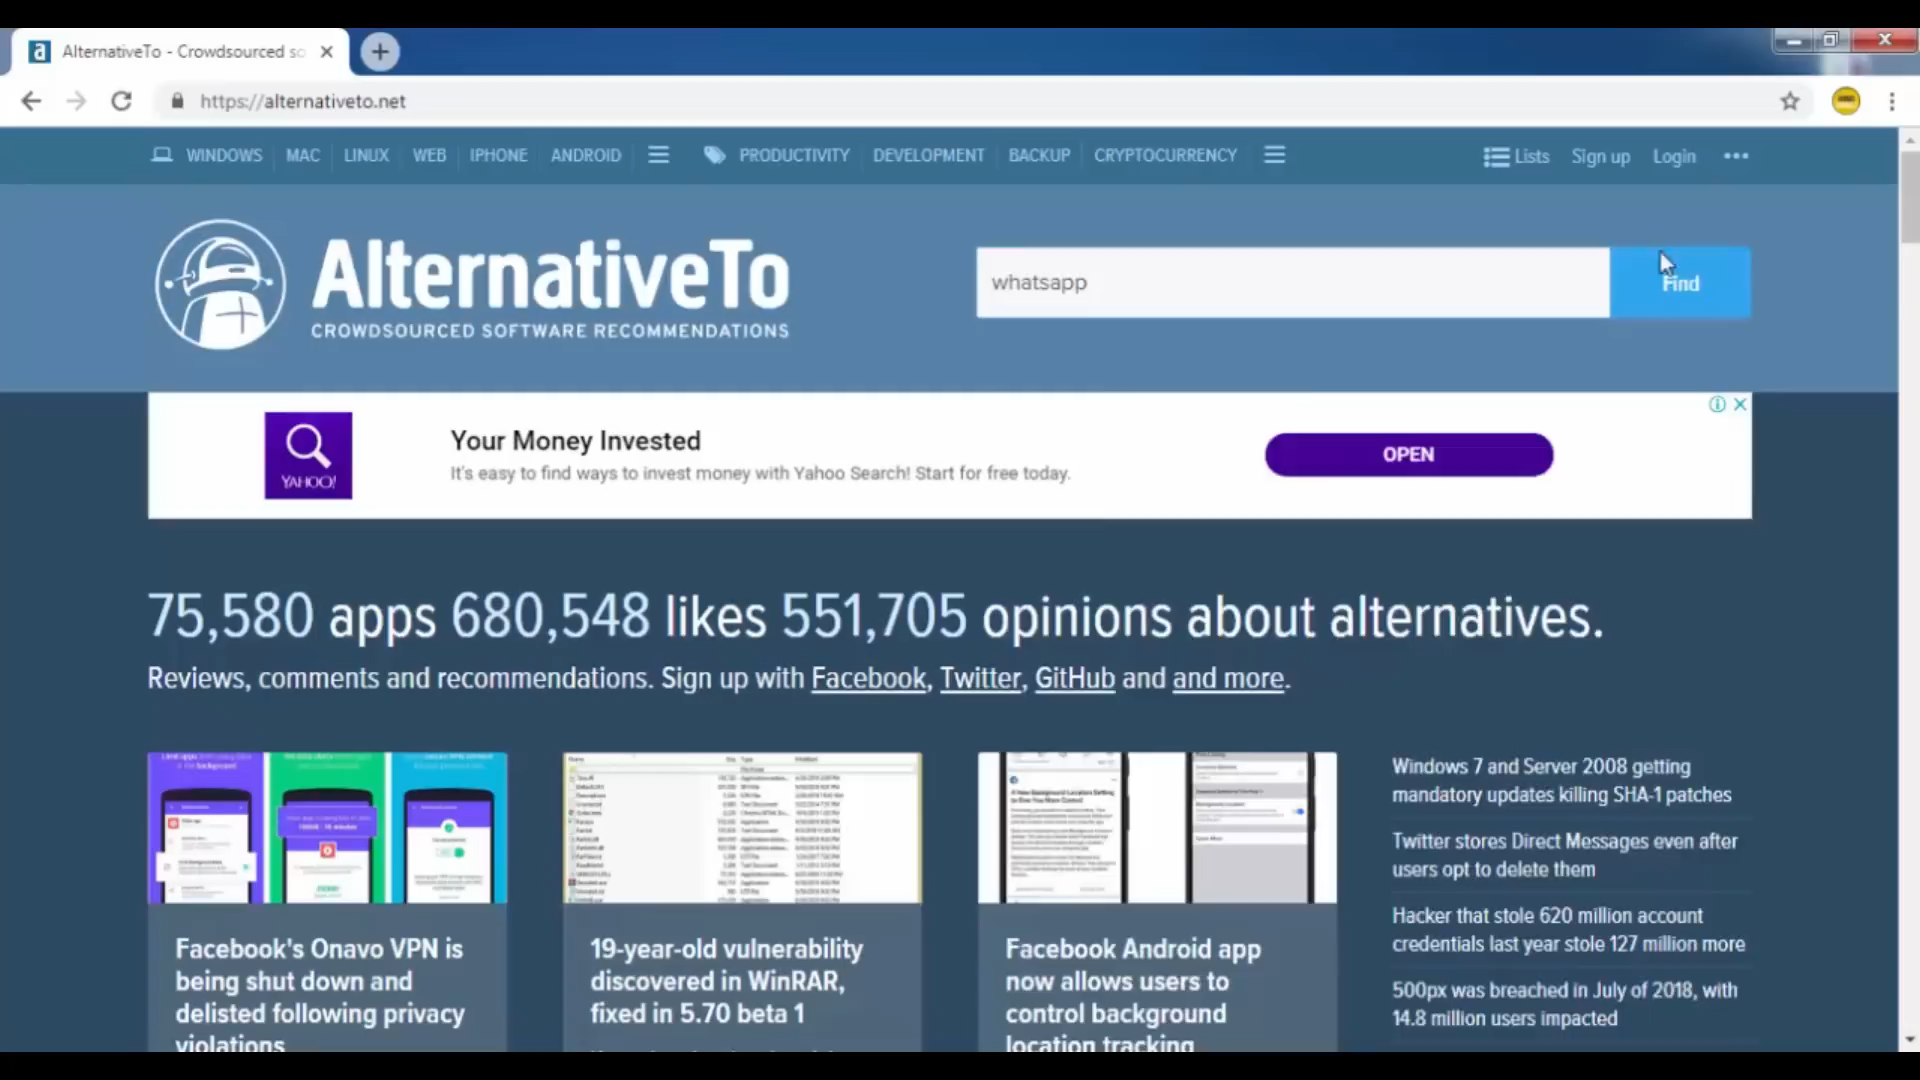 AlternativeTo - Crowdsourced so
https://alternativeto.net
WINDOWS MAC LINUX WEB IPHONE ANDROID PRODUCTIVITY DEVELOPMENT BACKUP CRYPTOCURRENCY Lists Sign up Login
AlternativeTo
CROWDSOURCED SOFTWARE RECOMMENDATIONS
whatsapp
Find
YAHOO!
Your Money Invested
It's easy to find ways to invest money with Yahoo Search! Start for free today.
OPEN
75,580 apps 680,548 likes 551,705 opinions about alternatives.
Reviews, comments and recommendations. Sign up with Facebook, Twitter, GitHub and and more.
Facebook's Onavo VPN is
being shut down and
delisted following privacy
violations
19-year-old vulnerability
discovered in WinRAR,
fixed in 5.70 beta 1
Facebook Android app
now allows users to
control background
location tracking
Windows 7 and Server 2008 getting
mandatory updates killing SHA-1 patches
Twitter stores Direct Messages even after
users opt to delete them
Hacker that stole 620 million account
credentials last year stole 127 million more
500px was breached in July of 2018, with
14.8 million users impacted